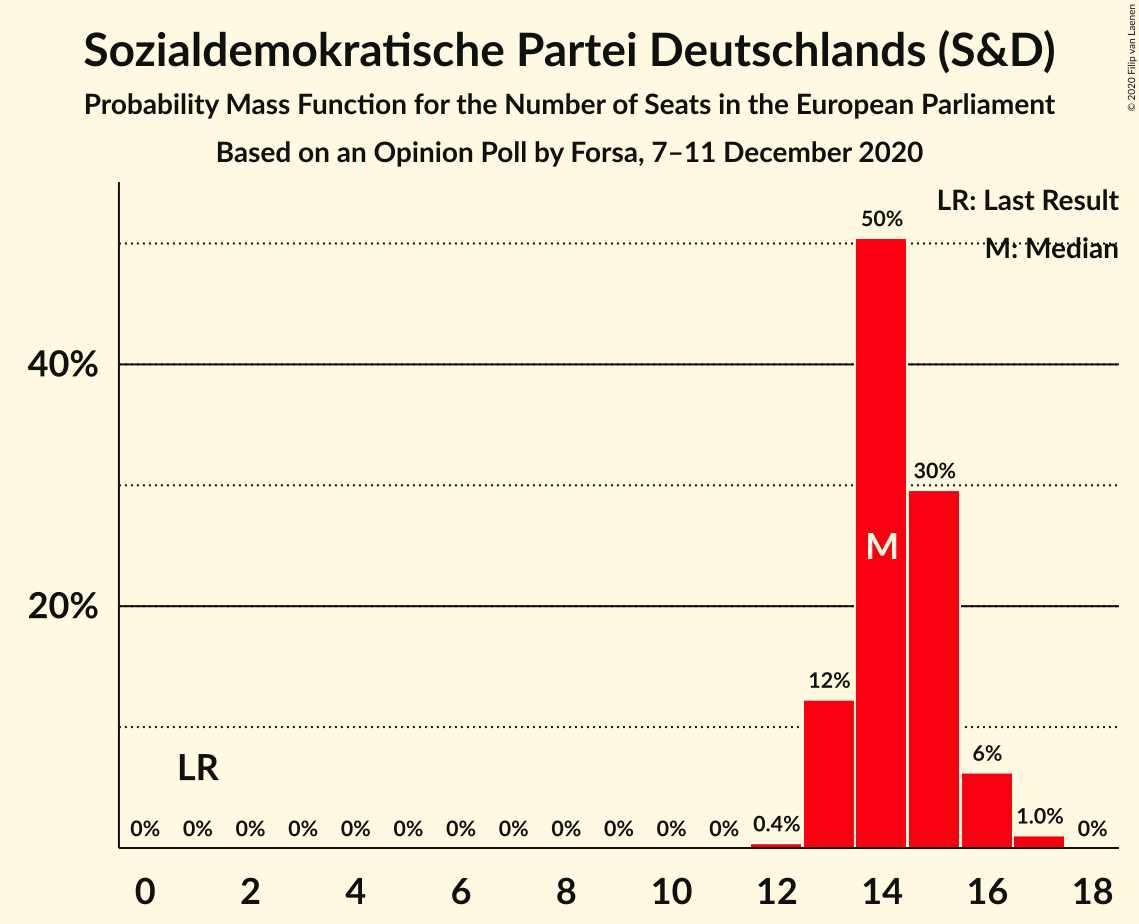 Sozialdemokratische Partei Deutschlands (S&D)
Probability Mass Function for the Number of Seats in the European Parliament
Based on an Opinion Poll by Forsa, 7–11 December 2020
© 2020 Filip van Laenen
LR: Last Result
M: Median
50%
40%
30%
M
20%
12%
LR
6%
0% 0% 0% 0% 0% 0% 0% 0% 0% 0% 0% 0% 0.4% 1.0% 0%
0 2 4 6 8 10 12 14 16 18